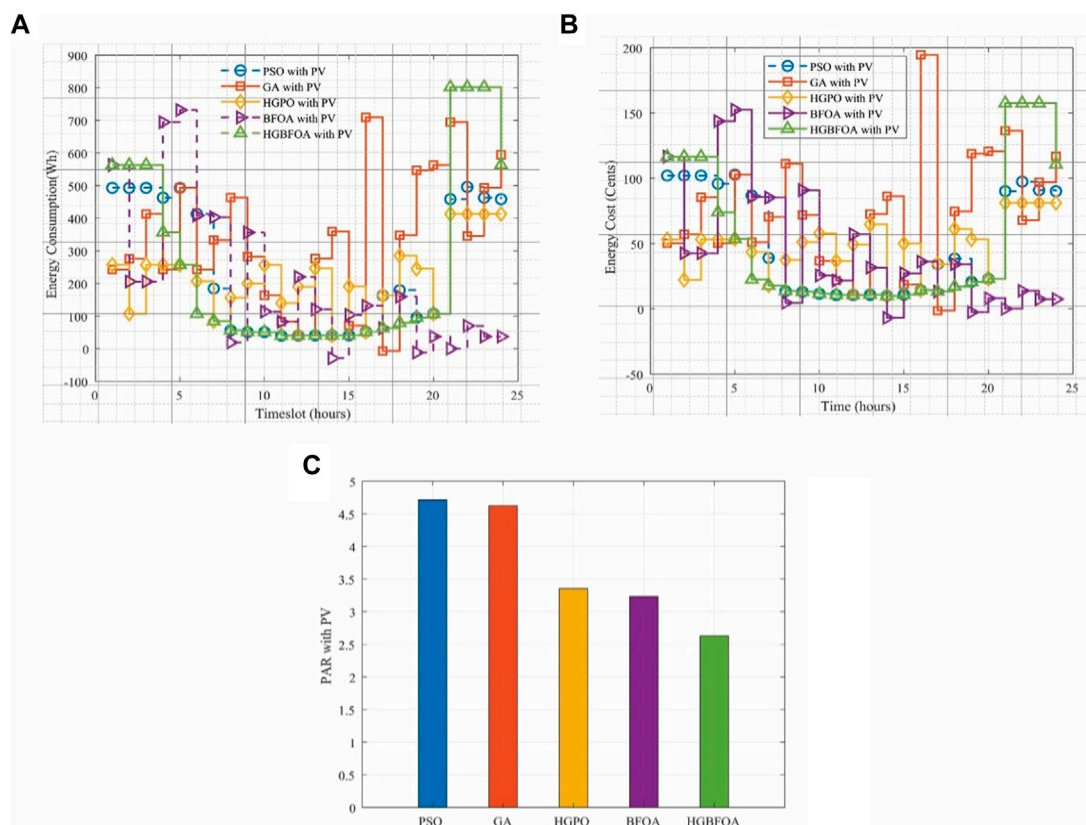 A
900
800
700
600
500
400
300
200
100
0
-100
Energy Consumption(Wh)
PSO with PV
GA with PV
HGPO with PV
BFOA with PV
HGBFOA with PV
0 5 10 15 20 25
Timeslot (hours)
B
200
150
100
50
0
-50
Energy Cost (Cents)
PSO with PV
GA with PV
HGPO with PV
BFOA with PV
HGBFOA with PV
0 5 10 15 20 25
Time (hours)
C
5
4.5
4
3.5
3
2.5
2
1.5
1
0.5
0
PAR with PV
PSO GA HGPO BFOA HGBFOA